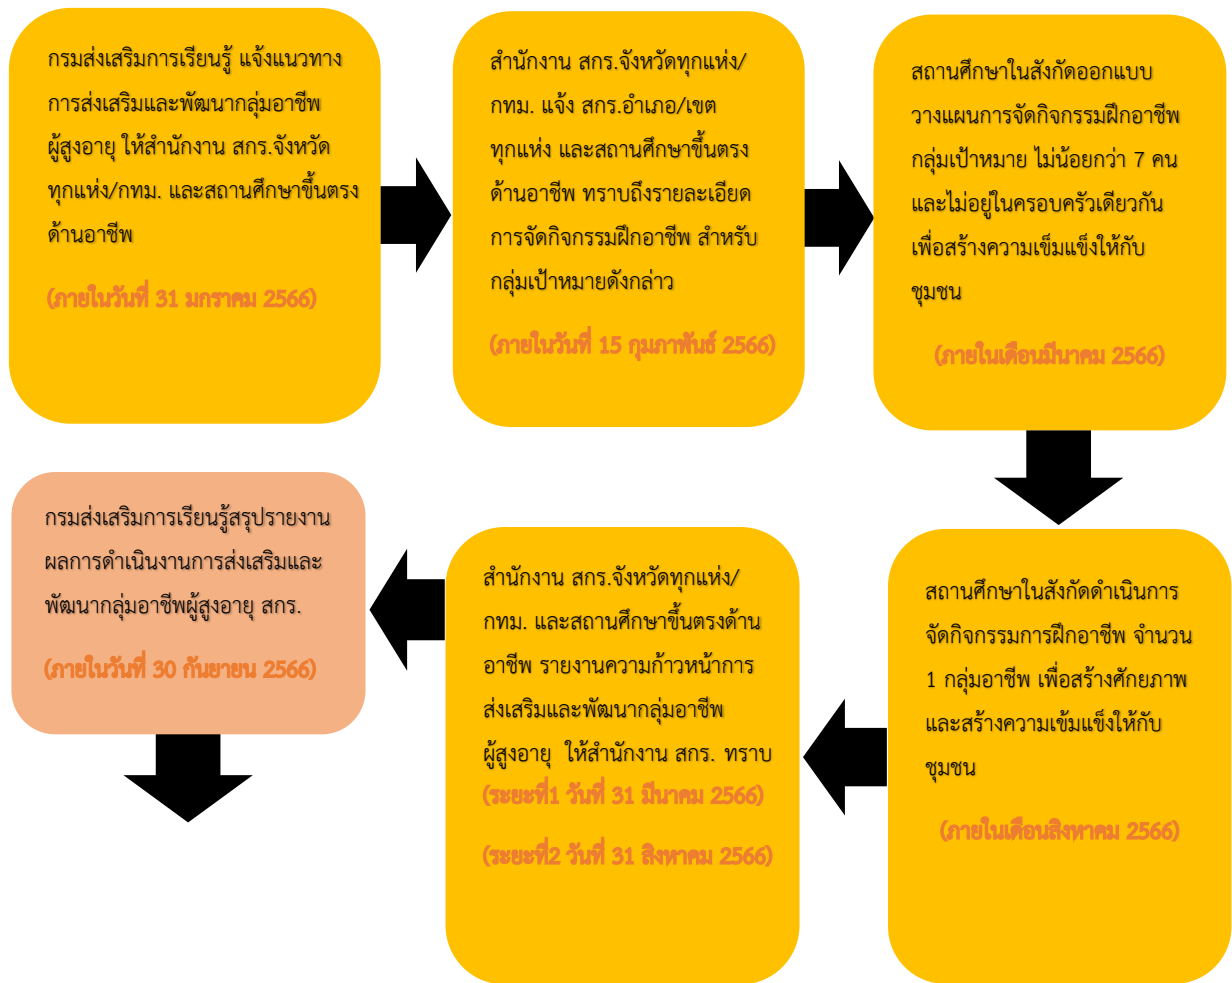 กรมส่งเสริมการเรียนรู้ แจ้งแนวทาง
การส่งเสริมและพัฒนากลุ่มอาชีพ
ผู้สูงอายุ ให้สำนักงาน สกร.จังหวัด
ทุกแห่ง/กทม. และสถานศึกษาขึ้นตรง
ด้านอาชีพ
(ภายในวันที่ 31 มกราคม 2566)
สำนักงาน สกร.จังหวัดทุกแห่ง/
กทม. แจ้ง สกร.อำเภอ/เขต
ทุกแห่ง และสถานศึกษาขึ้นตรง
ด้านอาชีพ ทราบถึงรายละเอียด
การจัดกิจกรรมฝึกอาชีพ สำหรับ
กลุ่มเป้าหมายดังกล่าว
(ภายในวันที่ 15 กุมภาพันธ์ 2566)
สถานศึกษาในสังกัดออกแบบ
วางแผนการจัดกิจกรรมฝึกอาชีพ
กลุ่มเป้าหมาย ไม่น้อยกว่า 7 คน
และไม่อยู่ในครอบครัวเดียวกัน
เพื่อสร้างความเข็มแข็งให้กับ
ชุมชน
(ภายในเดือนมีนาคม 2566)
สถานศึกษาในสังกัดดำเนินการ
จัดกิจกรรมการฝึกอาชีพ จำนวน
1 กลุ่มอาชีพ เพื่อสร้างศักยภาพ
และสร้างความเข้มแข็งให้กับ
ชุมชน
(ภายในเดือนสิงหาคม 2566)
สำนักงาน สกร.จังหวัดทุกแห่ง/
กทม. และสถานศึกษาขึ้นตรงด้าน
อาชีพ รายงานความก้าวหน้าการ
ส่งเสริมและพัฒนากลุ่มอาชีพ
ผู้สูงอายุ ให้สำนักงาน สกร. ทราบ
(ระยะที่1 วันที่ 31 มีนาคม 2566)
(ระยะที่2 วันที่ 31 สิงหาคม 2566)
กรมส่งเสริมการเรียนรู้สรุปรายงาน
ผลการดำเนินงานการส่งเสริมและ
พัฒนากลุ่มอาชีพผู้สูงอายุ สกร.
(ภายในวันที่ 30 กันยายน 2566)